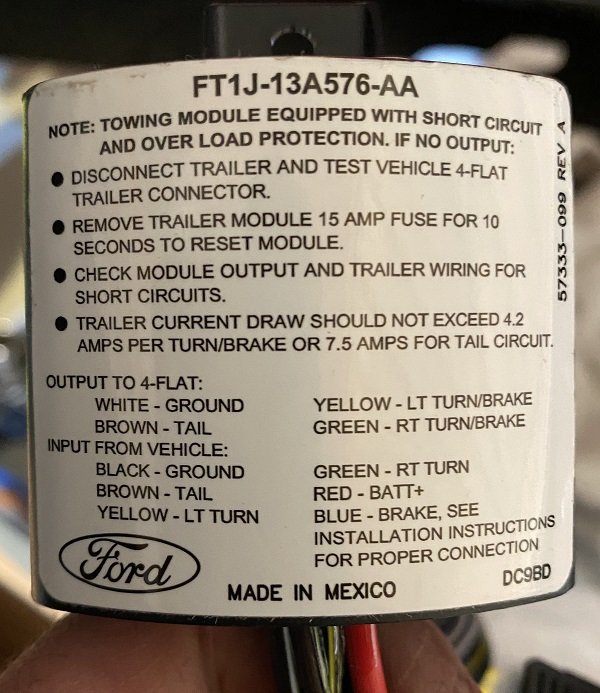 FT1J-13A576-AA
NOTE: TOWING MODULE EQUIPPED WITH SHORT CIRCUIT
AND OVER LOAD PROTECTION. IF NO OUTPUT:
● DISCONNECT TRAILER AND TEST VEHICLE 4-FLAT
TRAILER CONNECTOR.
● REMOVE TRAILER MODULE 15 AMP FUSE FOR 10
SECONDS TO RESET MODULE.
● CHECK MODULE OUTPUT AND TRAILER WIRING FOR
SHORT CIRCUITS.
● TRAILER CURRENT DRAW SHOULD NOT EXCEED 4.2
AMPS PER TURN/BRAKE OR 7.5 AMPS FOR TAIL CIRCUIT.
57333-099 REV A
OUTPUT TO 4-FLAT:
WHITE - GROUND YELLOW - LT TURN/BRAKE
BROWN - TAIL GREEN - RT TURN/BRAKE
INPUT FROM VEHICLE:
BLACK - GROUND GREEN - RT TURN
BROWN - TAIL RED - BATT+
YELLOW - LT TURN BLUE - BRAKE, SEE
INSTALLATION INSTRUCTIONS
FOR PROPER CONNECTION
Ford
MADE IN MEXICO
DC9BD